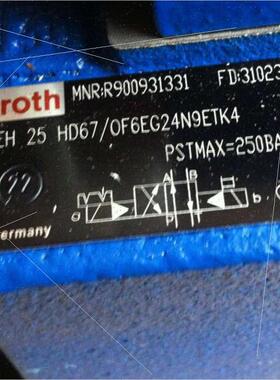 roth MNR:R900931331 FD:31023
EH 25 HD67/OF6EG24N9ETK4
PSTMAX=250BA
a b
ermany